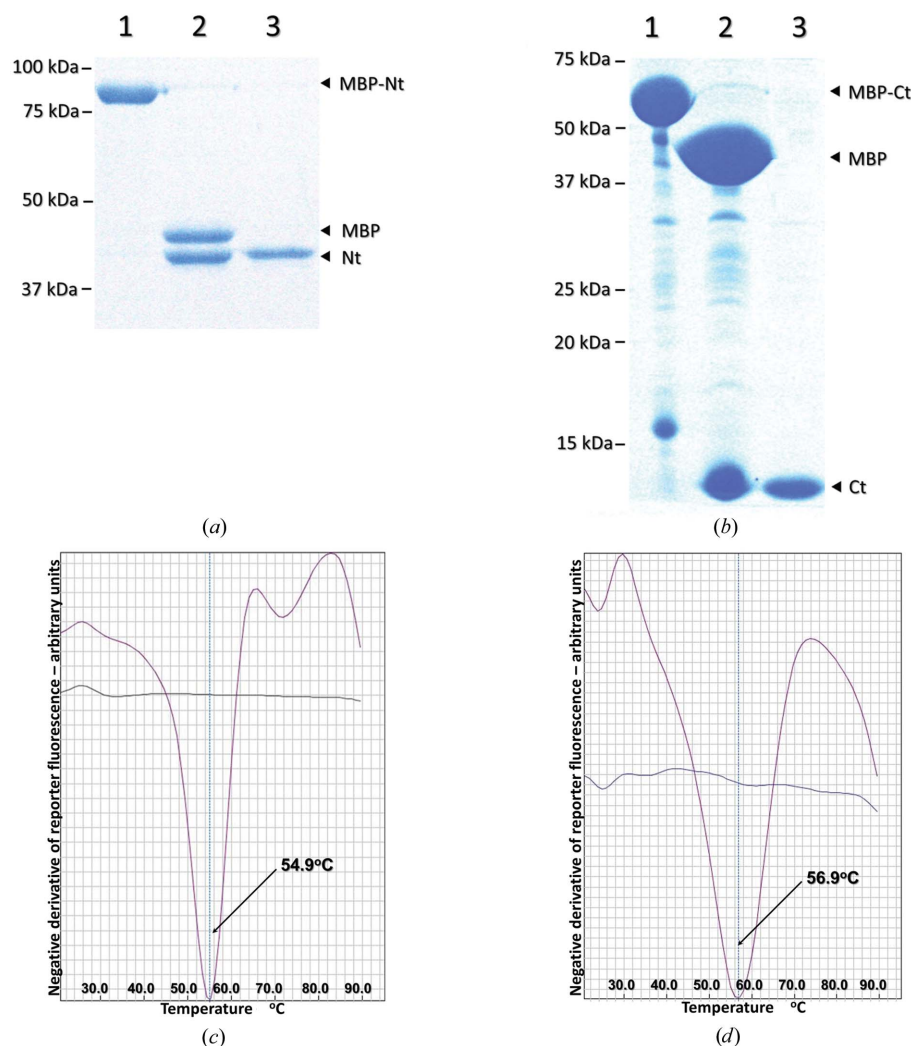 1 2 3
100 kDa
MBP-Nt
75 kDa
50 kDa
MBP
Nt
37 kDa
(a)
1 2 3
75 kDa
MBP-Ct
50 kDa
MBP
37 kDa
25 kDa
20 kDa
15 kDa
Ct
(b)
Negative derivative of reporter fluorescence – arbitrary units
54.9°C
30.0 40.0 50.0 60.0 70.0 80.0 90.0
Temperature °C
(c)
Negative derivative of reporter fluorescence – arbitrary units
56.9°C
30.0 40.0 50.0 60.0 70.0 80.0 90.0
Temperature °C
(d)